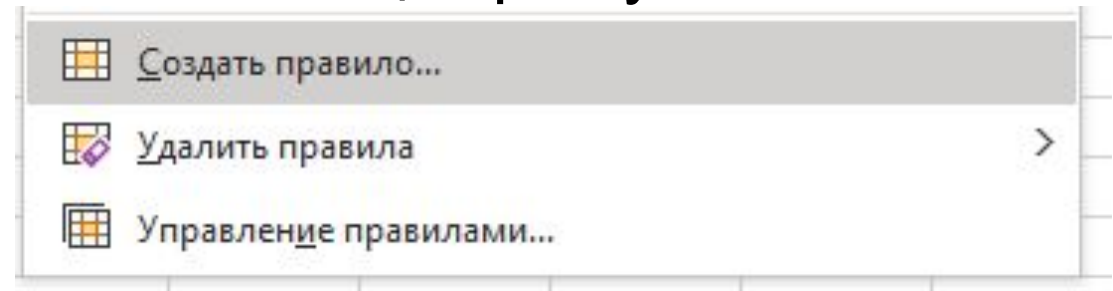 Создать правило...
Удалить правила
Управление правилами...